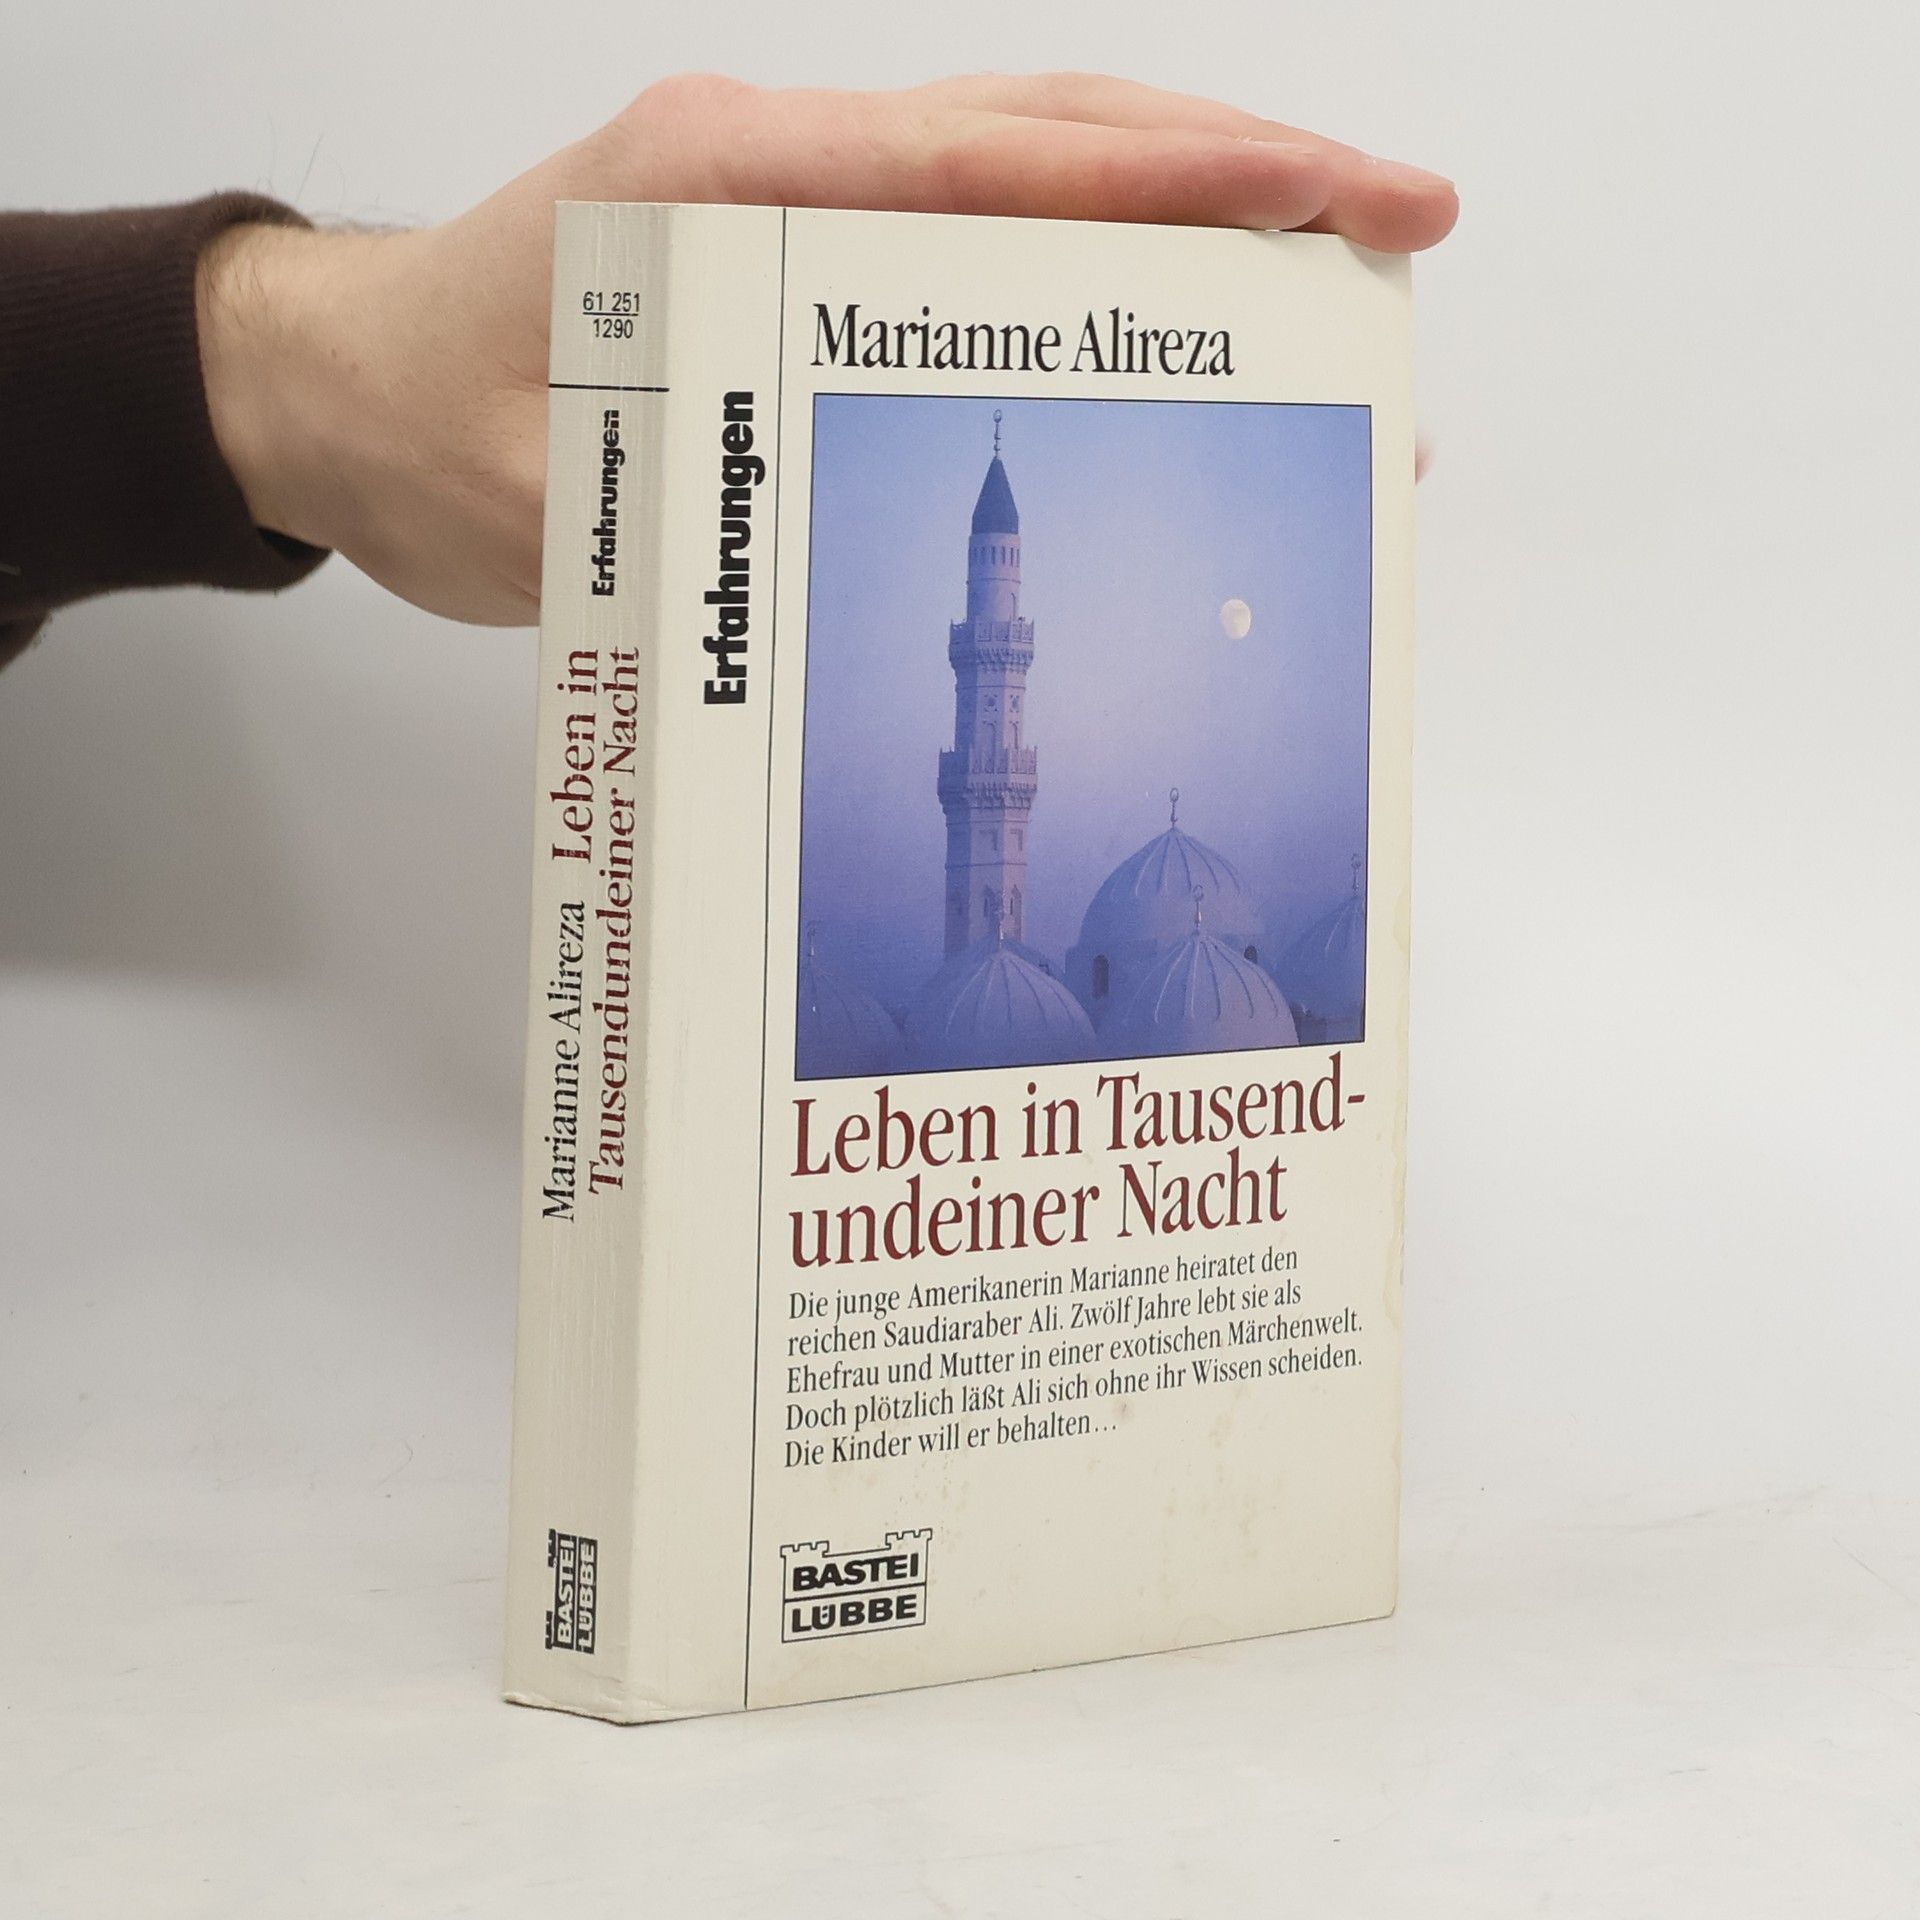 61 251
1290
Erfahrungen
Marianne Alireza Leben in
Tausendundeiner Nacht
BASTEI
LÜBBE
Erfahrungen
Marianne Alireza
Leben in Tausend-
undeiner Nacht
Die junge Amerikanerin Marianne heiratet den
reichen Saudiaraber Ali. Zwölf Jahre lebt sie als
Ehefrau und Mutter in einer exotischen Märchenwelt.
Doch plötzlich läßt Ali sich ohne ihr Wissen scheiden.
Die Kinder will er behalten...
BASTEI
LÜBBE